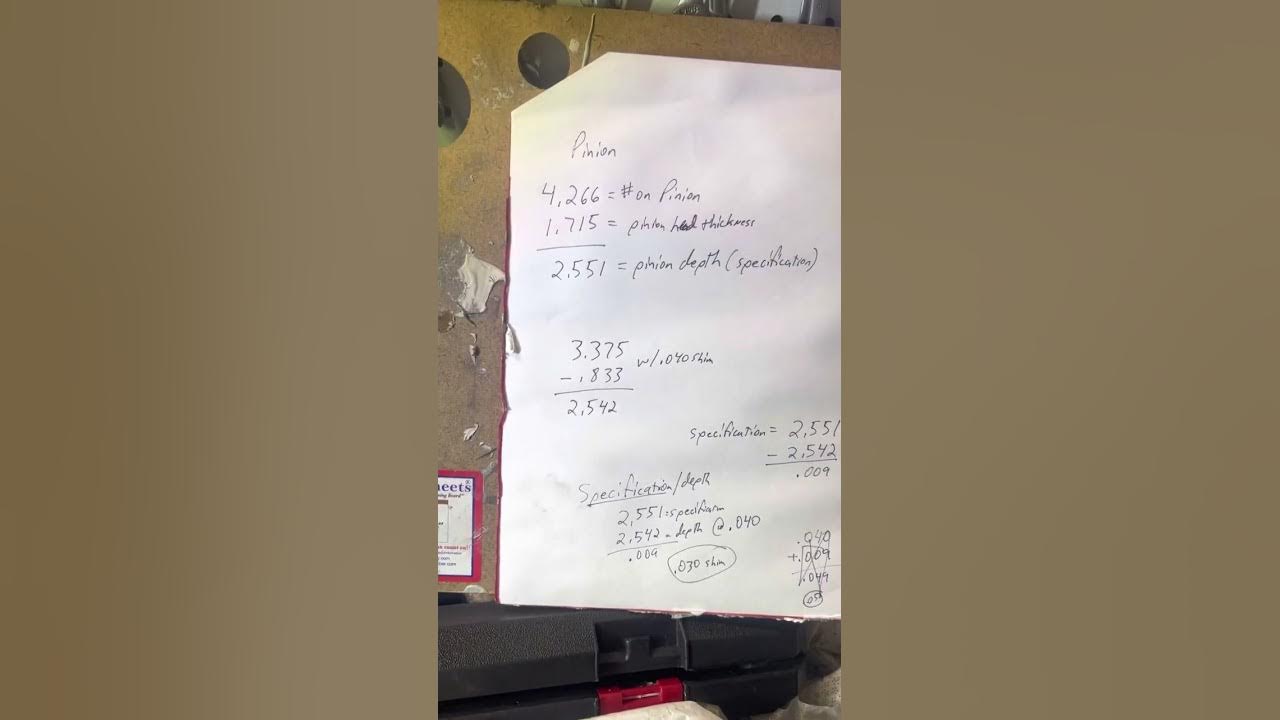 Pinion
4.266 = # on Pinion
1.715 = pinion head thickness
2.551 = pinion depth (specification)
3.375 w/ .040 shim
- .833
2.542
specification = 2.551
- 2.542
.009
Specification/depth
2.551 = specification
2.542 = depth @ .040
.009
.030 shim
.040
+ .009
.049
eets®